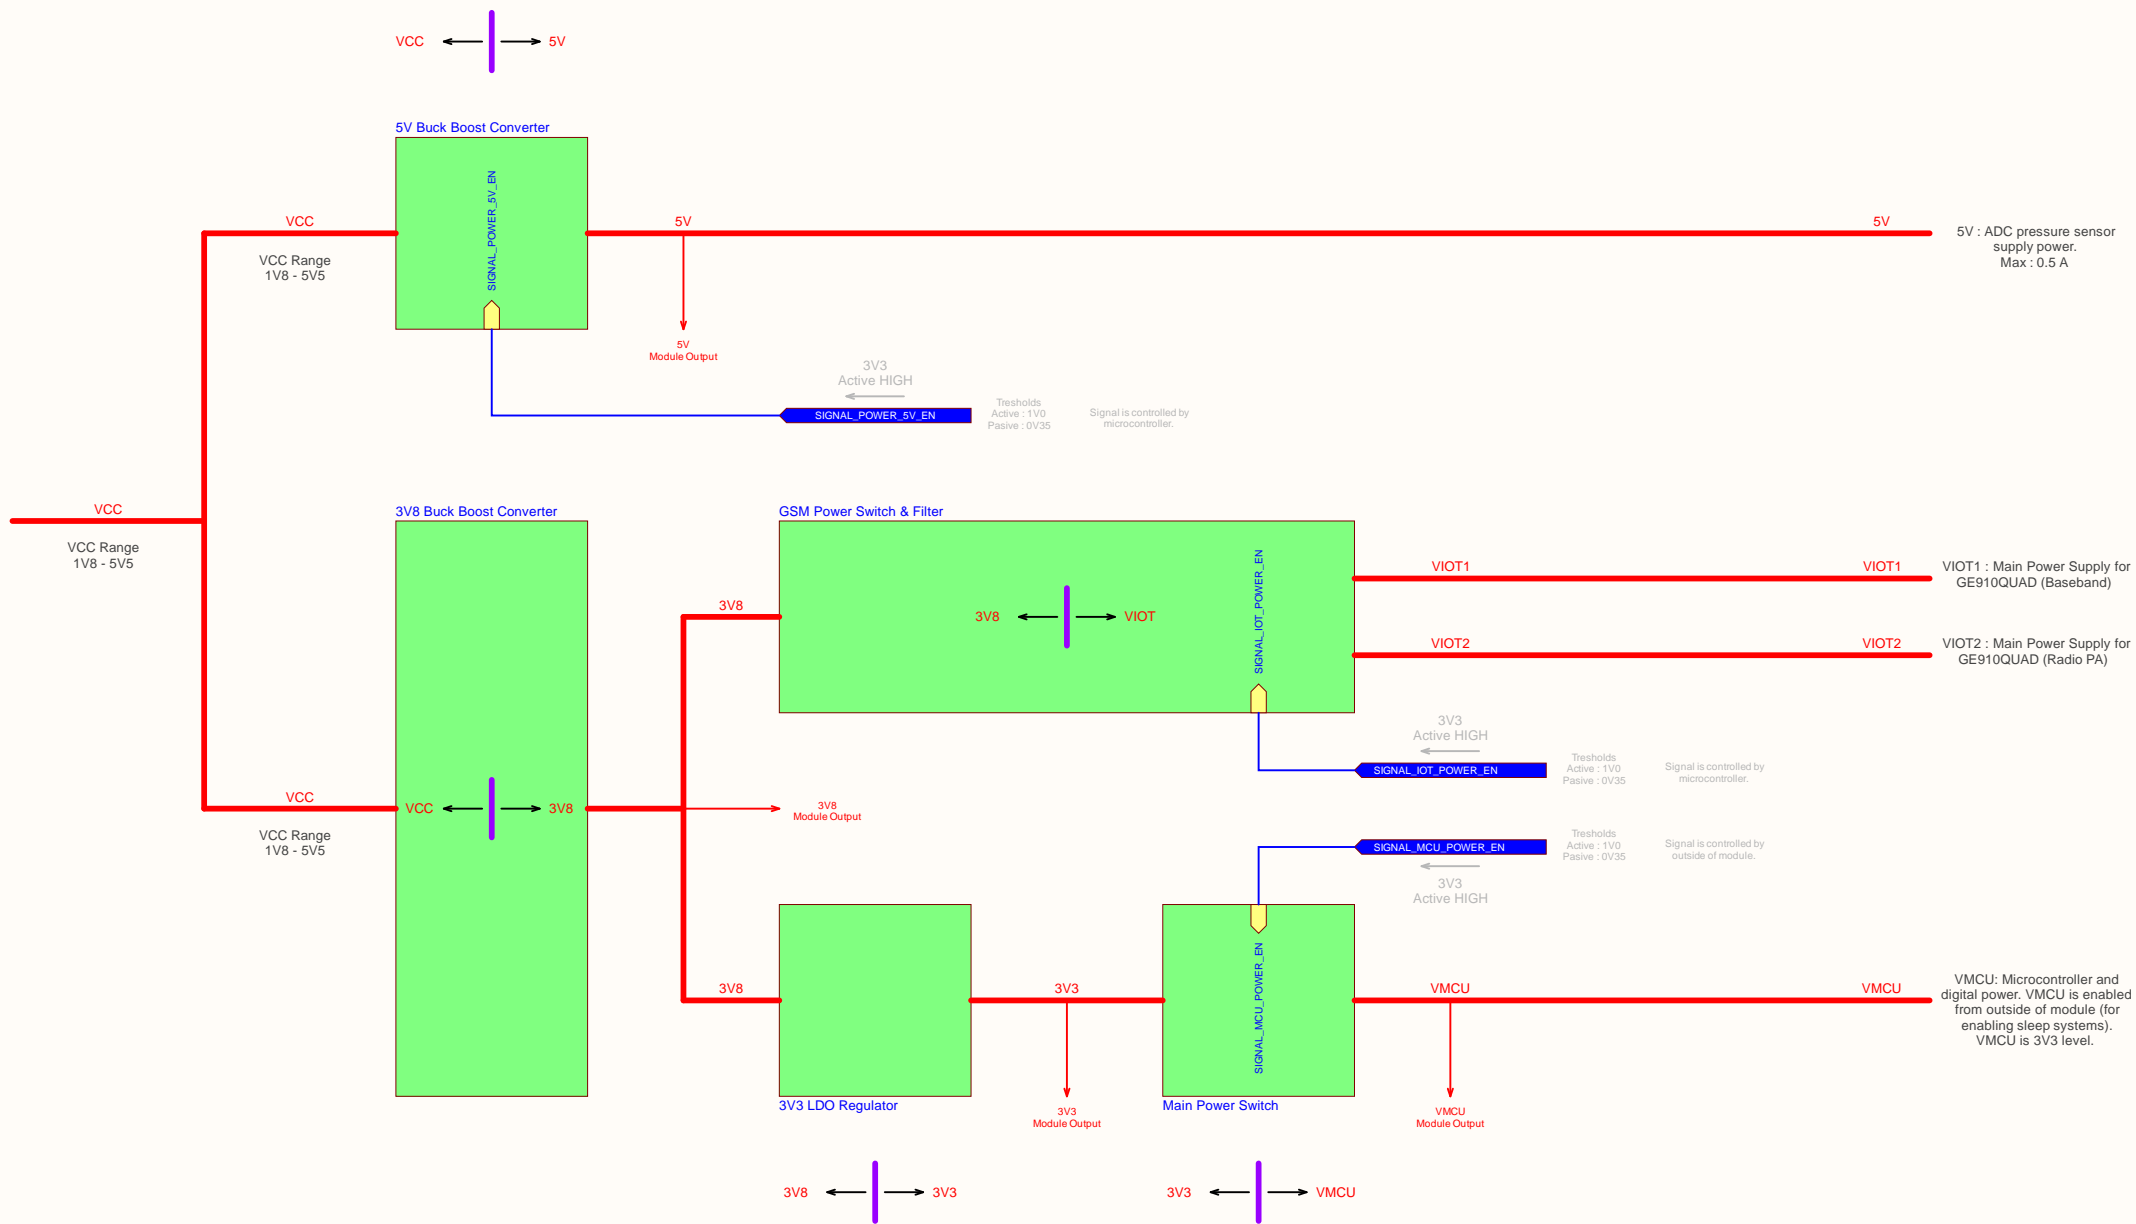 VCC
5V
5V Buck Boost Converter
SIGNAL_POWER_5V_EN
VCC
VCC Range
1V8 - 5V5
5V
5V
5V : ADC pressure sensor
supply power.
Max : 0.5 A
5V
Module Output
3V3
Active HIGH
SIGNAL_POWER_5V_EN
Tresholds
Active : 1V0
Pasive : 0V35
Signal is controlled by
microcontroller.
VCC
VCC Range
1V8 - 5V5
3V8 Buck Boost Converter
VCC
3V8
VCC
VCC Range
1V8 - 5V5
GSM Power Switch & Filter
3V8
3V8
VIOT
SIGNAL_IOT_POWER_EN
VIOT1
VIOT1
VIOT1 : Main Power Supply for
GE910QUAD (Baseband)
VIOT2
VIOT2
VIOT2 : Main Power Supply for
GE910QUAD (Radio PA)
3V3
Active HIGH
SIGNAL_IOT_POWER_EN
Tresholds
Active : 1V0
Pasive : 0V35
Signal is controlled by
microcontroller.
3V8
Module Output
SIGNAL_MCU_POWER_EN
Tresholds
Active : 1V0
Pasive : 0V35
Signal is controlled by
outside of module.
3V3
Active HIGH
3V8
3V3
SIGNAL_MCU_POWER_EN
VMCU
VMCU
VMCU: Microcontroller and
digital power. VMCU is enabled
from outside of module (for
enabling sleep systems).
VMCU is 3V3 level.
3V3 LDO Regulator
3V3
Module Output
Main Power Switch
VMCU
Module Output
3V8
3V3
3V3
VMCU